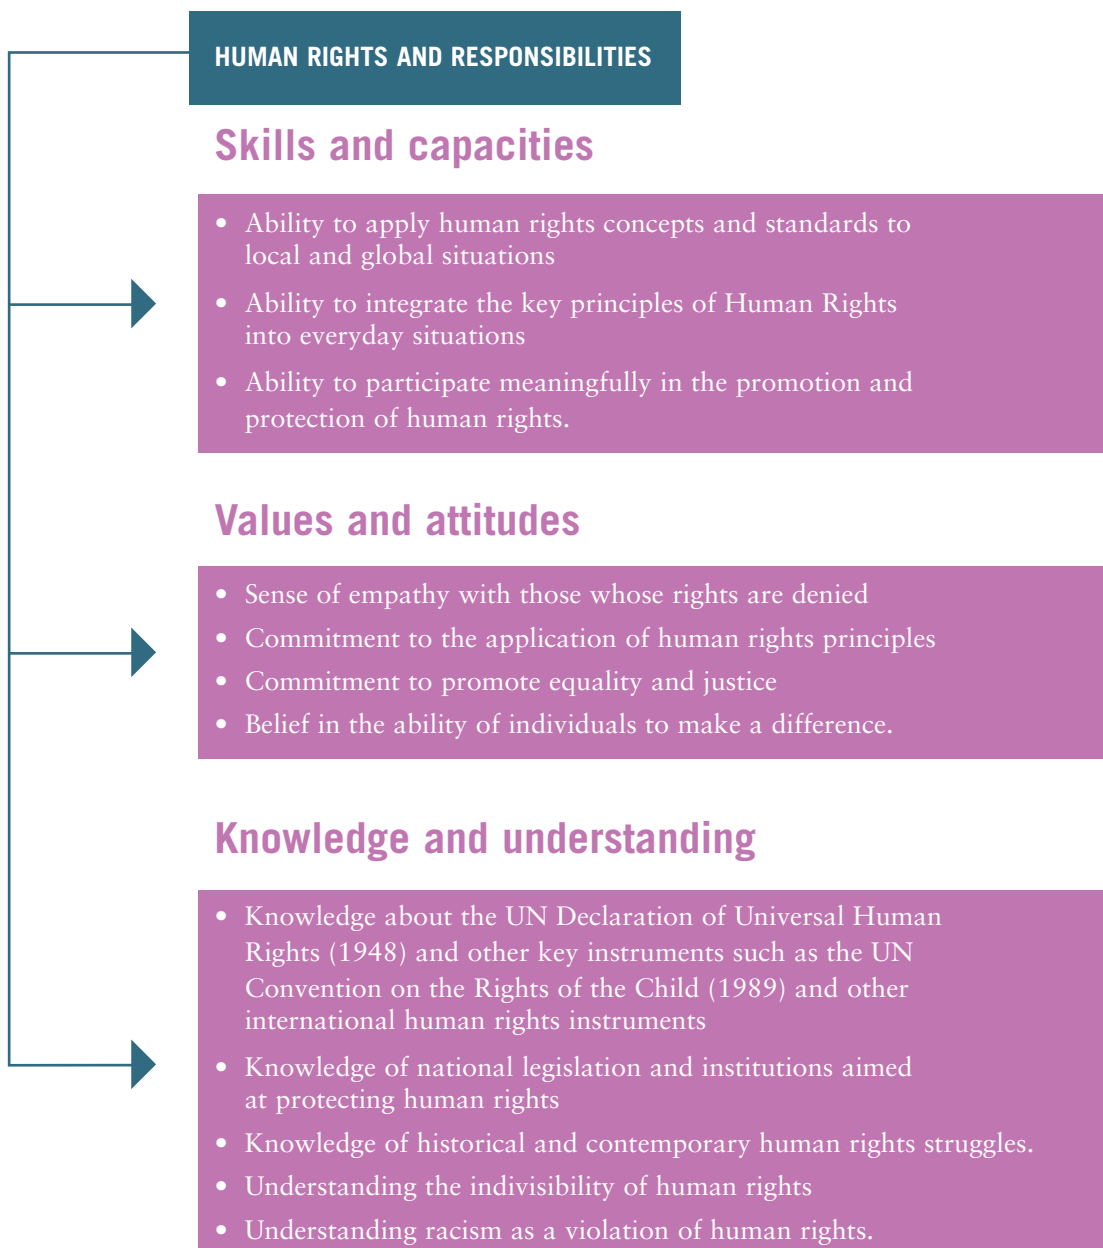 HUMAN RIGHTS AND RESPONSIBILITIES
Skills and capacities
• Ability to apply human rights concepts and standards to
local and global situations
• Ability to integrate the key principles of Human Rights
into everyday situations
• Ability to participate meaningfully in the promotion and
protection of human rights.
Values and attitudes
• Sense of empathy with those whose rights are denied
• Commitment to the application of human rights principles
• Commitment to promote equality and justice
• Belief in the ability of individuals to make a difference.
Knowledge and understanding
• Knowledge about the UN Declaration of Universal Human
Rights (1948) and other key instruments such as the UN
Convention on the Rights of the Child (1989) and other
international human rights instruments
• Knowledge of national legislation and institutions aimed
at protecting human rights
• Knowledge of historical and contemporary human rights struggles.
• Understanding the indivisibility of human rights
• Understanding racism as a violation of human rights.